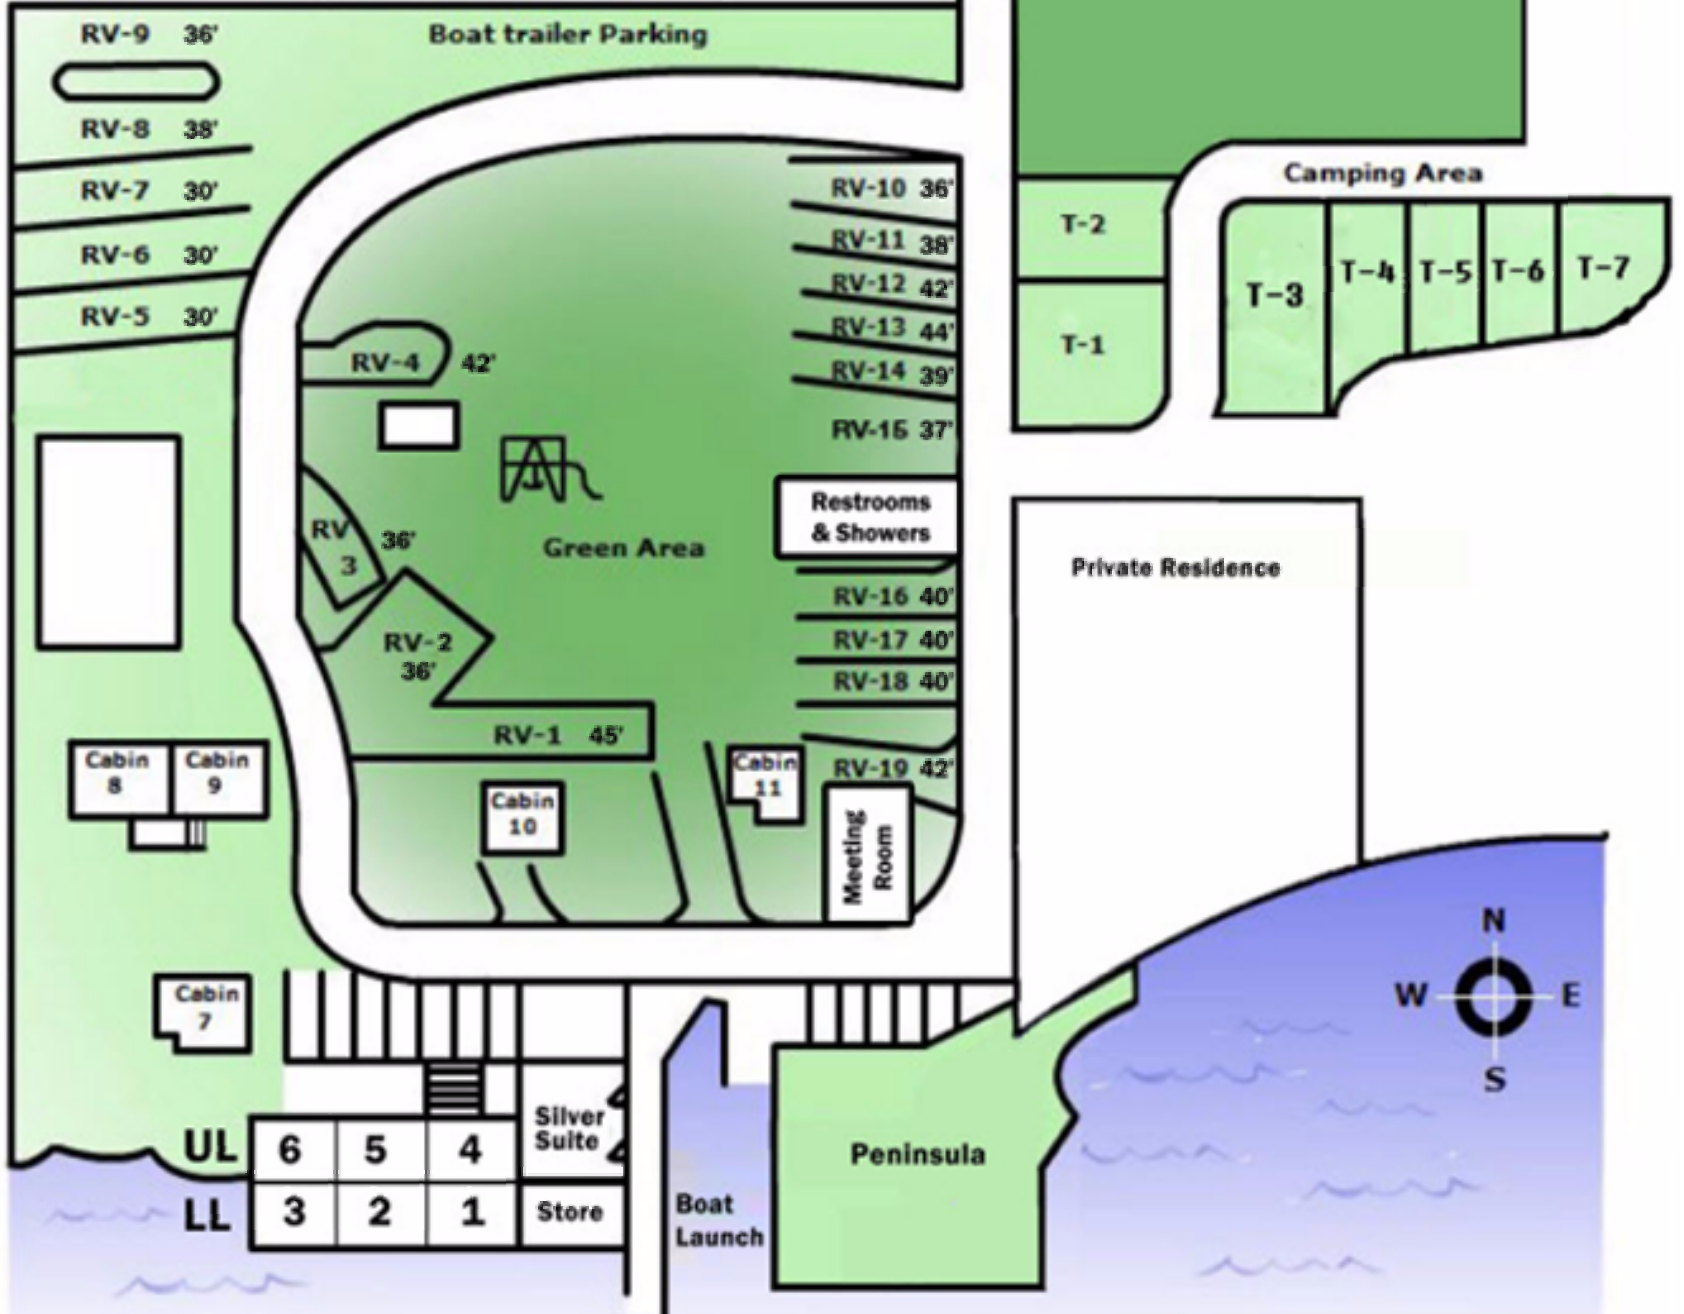 RV-9 36'
Boat trailer Parking
RV-8 38'
RV-7 30'
RV-6 30'
RV-5 30'
RV-4 42'
RV
3
36'
RV-2
36'
RV-1 45'
Green Area
RV-10 36'
RV-11 38'
RV-12 42'
RV-13 44'
RV-14 39'
RV-15 37'
Restrooms
& Showers
RV-16 40'
RV-17 40'
RV-18 40'
RV-19 42'
Camping Area
T-2
T-1
T-3
T-4
T-5
T-6
T-7
Private Residence
Cabin
8
Cabin
9
Cabin
10
Cabin
11
Meeting
Room
Cabin
7
N
W E
S
UL 6 5 4
LL 3 2 1
Silver
Suite
Store
Boat
Launch
Peninsula